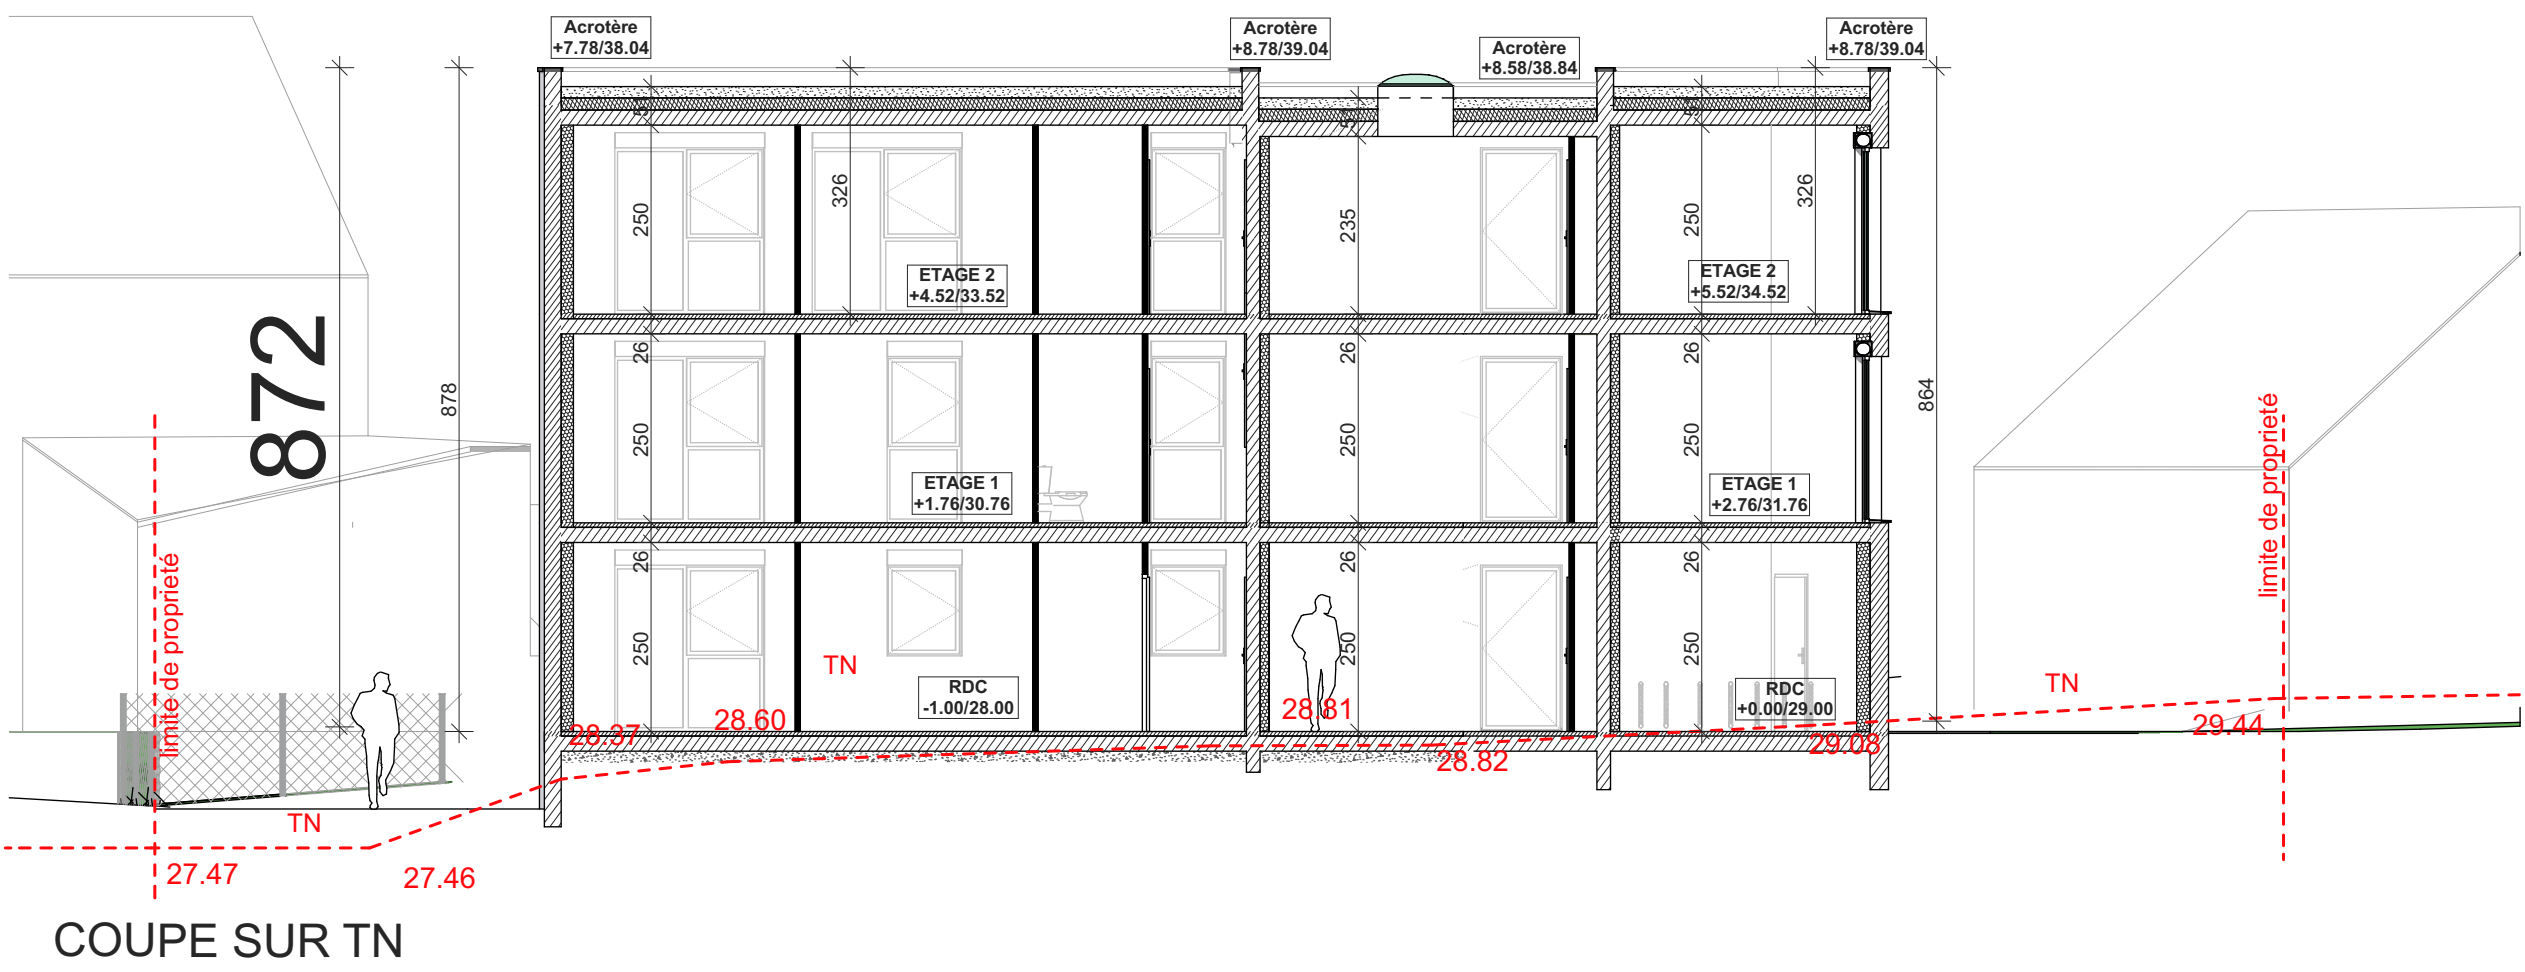 Acrotère
+7.78/38.04
Acrotère
+8.78/39.04
Acrotère
+8.58/38.84
Acrotère
+8.78/39.04
51
51
51
250
326
235
250
326
ETAGE 2
+4.52/33.52
ETAGE 2
+5.52/34.52
872
878
864
26
26
26
250
250
250
ETAGE 1
+1.76/30.76
ETAGE 1
+2.76/31.76
limite de proprieté
limite de proprieté
26
26
26
250
250
250
TN
TN
RDC
-1.00/28.00
RDC
+0.00/29.00
28.37
28.60
28.81
28.82
29.08
29.44
TN
27.47
27.46
COUPE SUR TN